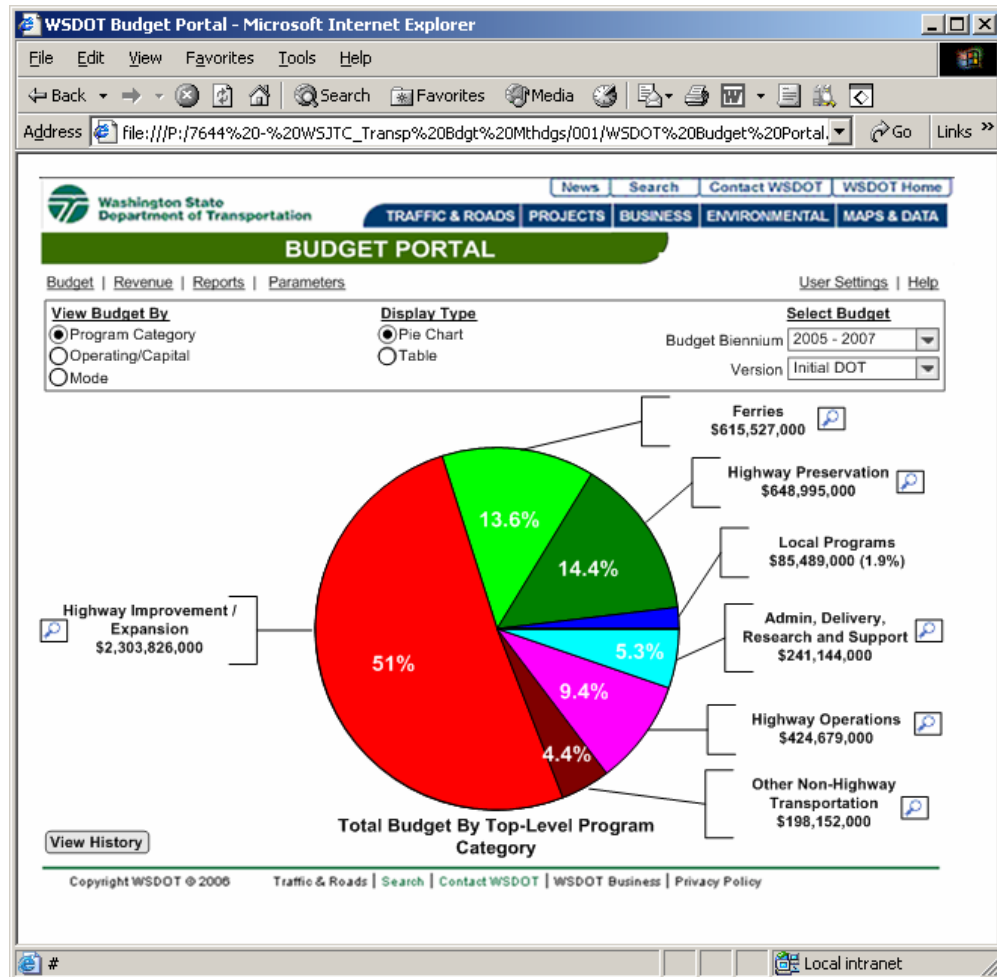 WSDOT Budget Portal - Microsoft Internet Explorer
File Edit View Favorites Tools Help
Back Search Favorites Media
Address file:///P:/7644%20-%20WSJTC_Transp%20Bdgt%20Mthdgs/001/WSDOT%20Budget%20Portal. Go Links »
News Search Contact WSDOT WSDOT Home
Washington State
Department of Transportation
TRAFFIC & ROADS PROJECTS BUSINESS ENVIRONMENTAL MAPS & DATA
BUDGET PORTAL
Budget | Revenue | Reports | Parameters User Settings | Help
View Budget By Display Type Select Budget
Program Category Pie Chart Budget Biennium 2005 - 2007
Operating/Capital Table Version Initial DOT
Mode
Ferries
$615,527,000
Highway Preservation
$648,995,000
13.6%
14.4%
Local Programs
$85,489,000 (1.9%)
Highway Improvement /
Expansion
$2,303,826,000
51%
Admin, Delivery,
Research and Support
$241,144,000
5.3%
9.4%
Highway Operations
$424,679,000
4.4%
Other Non-Highway
Transportation
$198,152,000
Total Budget By Top-Level Program
Category
View History
Copyright WSDOT © 2006 Traffic & Roads | Search | Contact WSDOT | WSDOT Business | Privacy Policy
# Local intranet